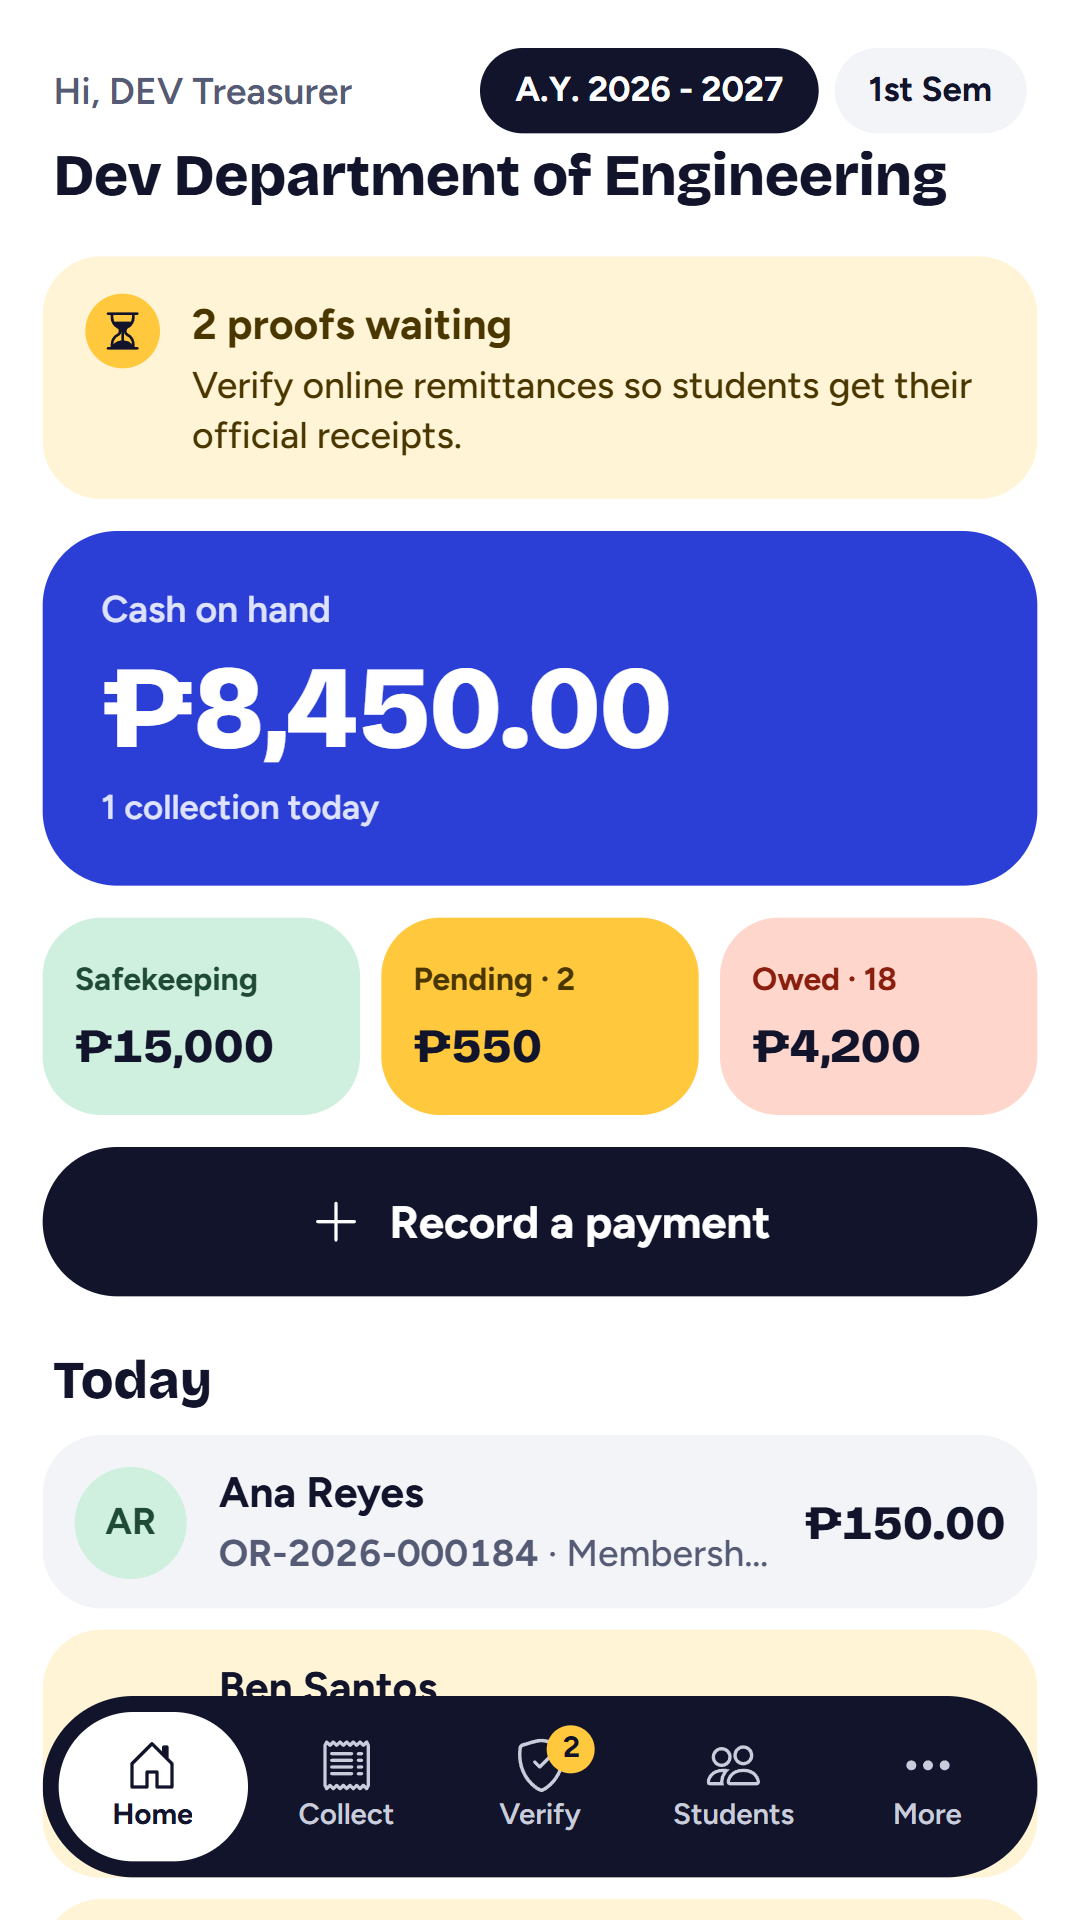 Hi, DEV Treasurer
A.Y. 2026 - 2027
1st Sem
Dev Department of Engineering
2 proofs waiting
Verify online remittances so students get their
official receipts.
Cash on hand
₱8,450.00
1 collection today
Safekeeping
₱15,000
Pending · 2
₱550
Owed · 18
₱4,200
Record a payment
Today
AR
Ana Reyes
OR-2026-000184 · Membersh...
₱150.00
Ben Santos
2
Home
Collect
Verify
Students
More